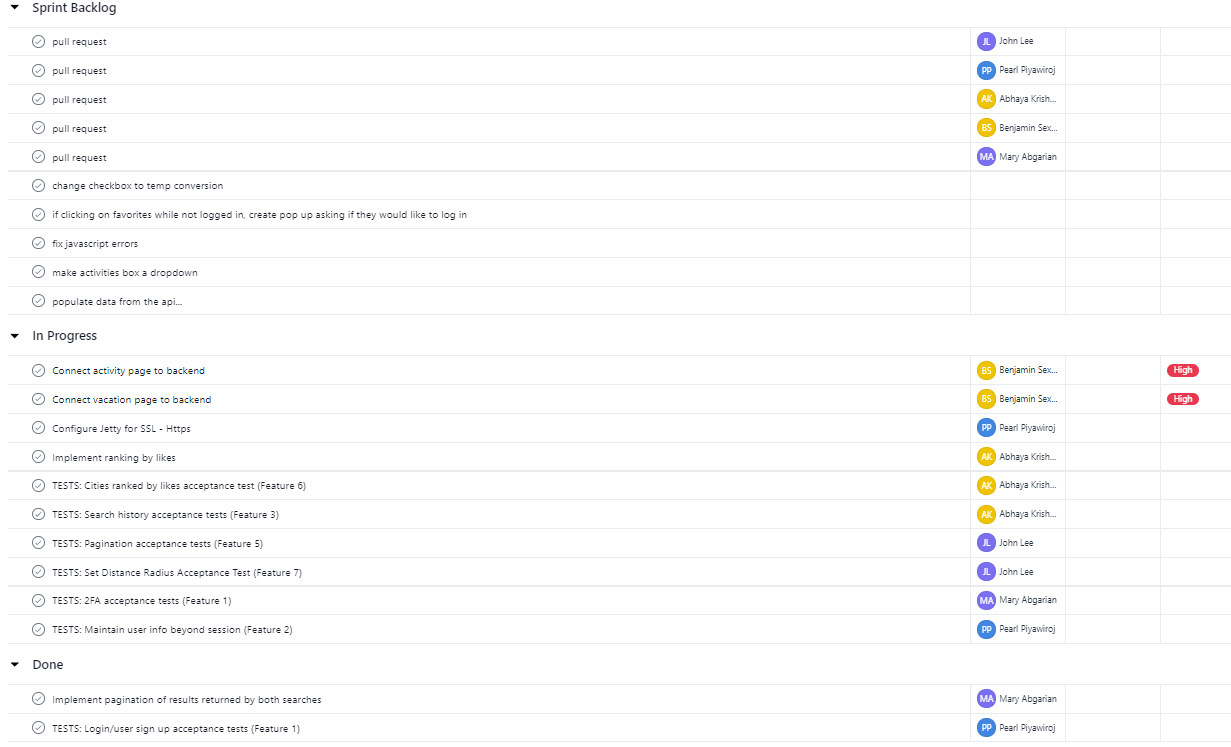 Sprint Backlog
pull request JL John Lee
pull request PP Pearl Piyawiroj
pull request AK Abhaya Krish...
pull request BS Benjamin Sex...
pull request MA Mary Abgarian
change checkbox to temp conversion
if clicking on favorites while not logged in, create pop up asking if they would like to log in
fix javascript errors
make activities box a dropdown
populate data from the api...
In Progress
Connect activity page to backend BS Benjamin Sex... High
Connect vacation page to backend BS Benjamin Sex... High
Configure Jetty for SSL - Https PP Pearl Piyawiroj
Implement ranking by likes AK Abhaya Krish...
TESTS: Cities ranked by likes acceptance test (Feature 6) AK Abhaya Krish...
TESTS: Search history acceptance tests (Feature 3) AK Abhaya Krish...
TESTS: Pagination acceptance tests (Feature 5) JL John Lee
TESTS: Set Distance Radius Acceptance Test (Feature 7) JL John Lee
TESTS: 2FA acceptance tests (Feature 1) MA Mary Abgarian
TESTS: Maintain user info beyond session (Feature 2) PP Pearl Piyawiroj
Done
Implement pagination of results returned by both searches MA Mary Abgarian
TESTS: Login/user sign up acceptance tests (Feature 1) PP Pearl Piyawiroj